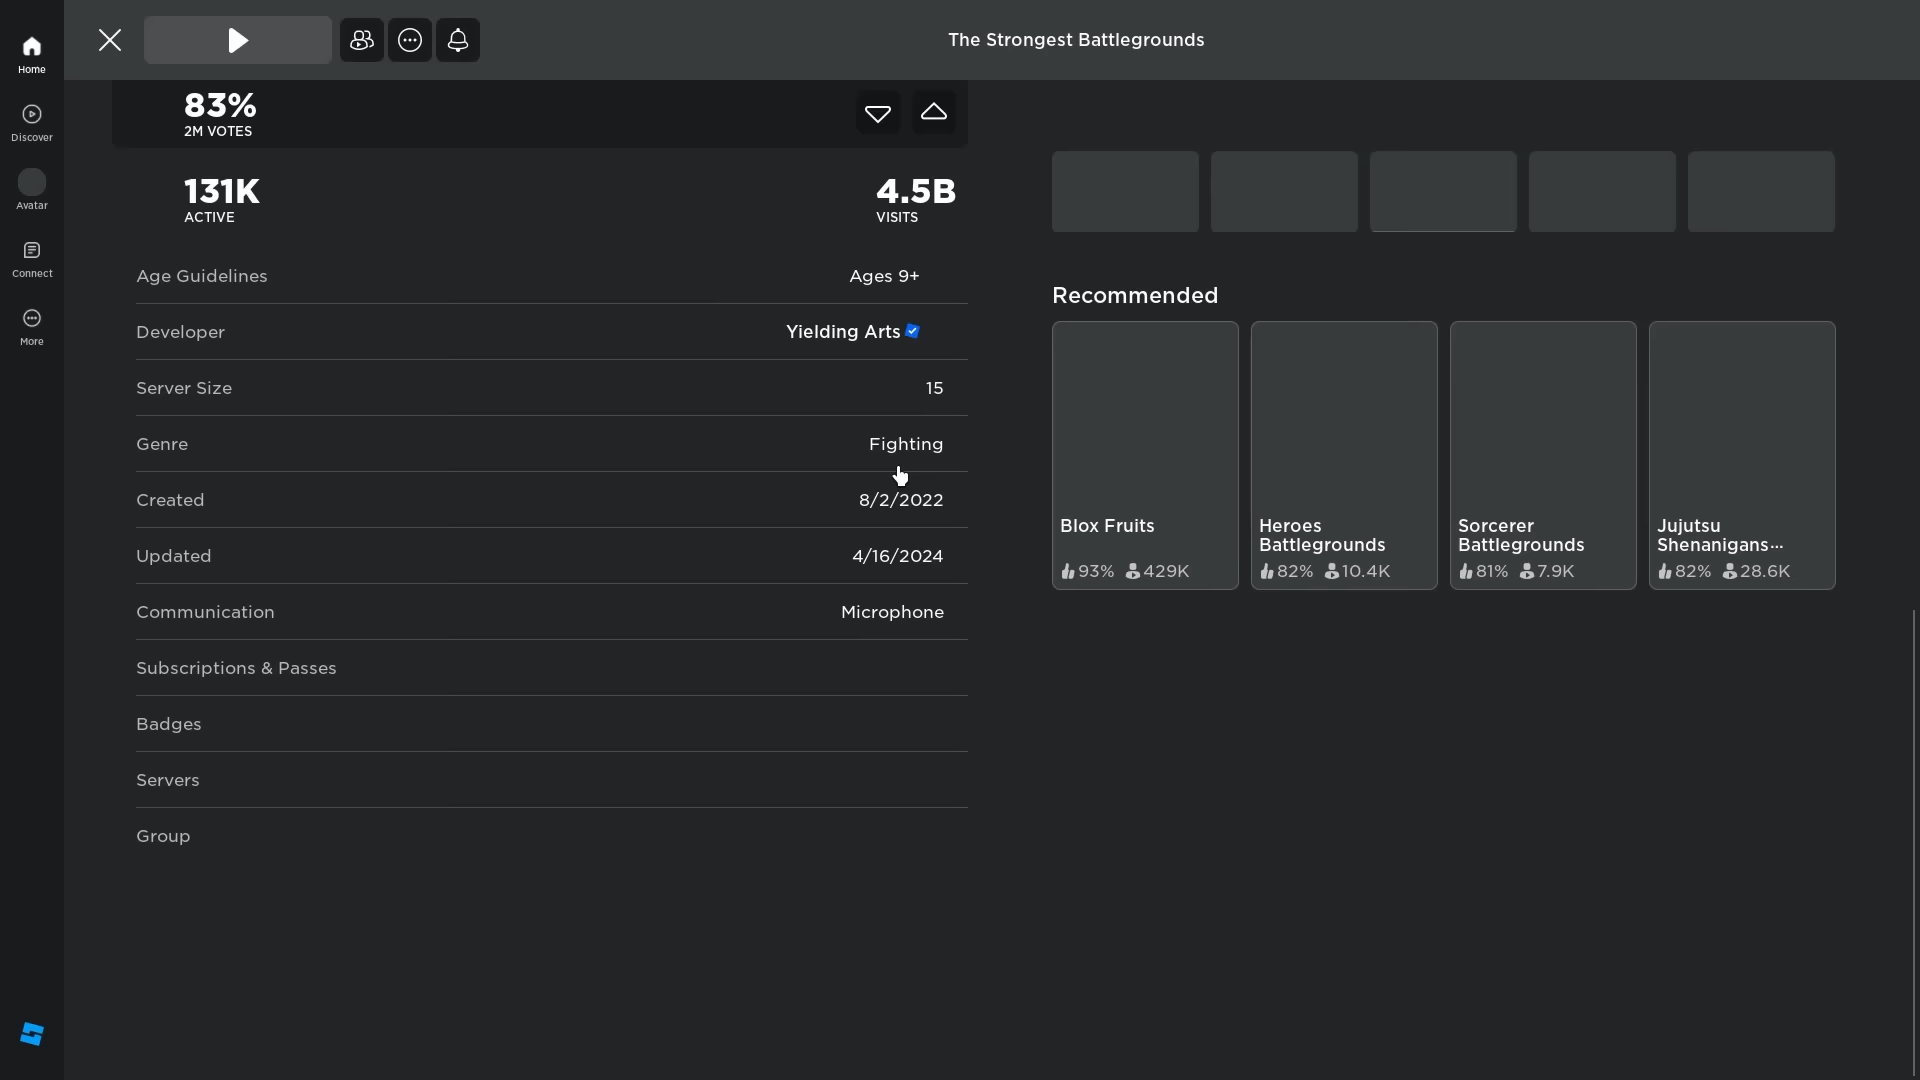 Home
Discover
Avatar
Connect
More
The Strongest Battlegrounds
83%
2M VOTES
131K
ACTIVE
4.5B
VISITS
Age Guidelines
Ages 9+
Developer
Yielding Arts
Server Size
15
Genre
Fighting
Created
8/2/2022
Updated
4/16/2024
Communication
Microphone
Subscriptions & Passes
Badges
Servers
Group
Recommended
Blox Fruits
93% 429K
Heroes
Battlegrounds
82% 10.4K
Sorcerer
Battlegrounds
81% 7.9K
Jujutsu
Shenanigans...
82% 28.6K